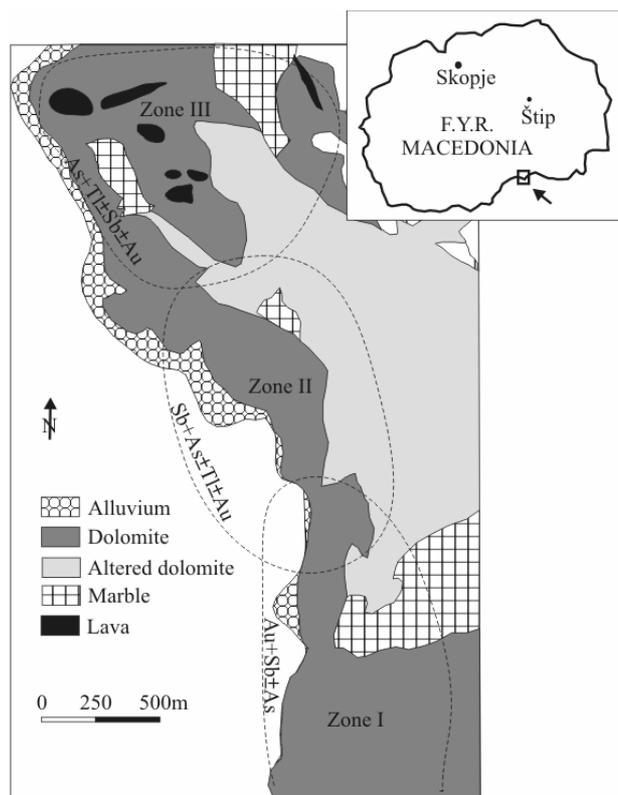 Skopje
Štip
F.Y.R.
MACEDONIA
Zone III
As+Tl±Sb±Au
Zone II
Sb+As±Tl±Au
N
Alluvium
Dolomite
Altered dolomite
Marble
Lava
Au+Sb±As
0 250 500m
Zone I